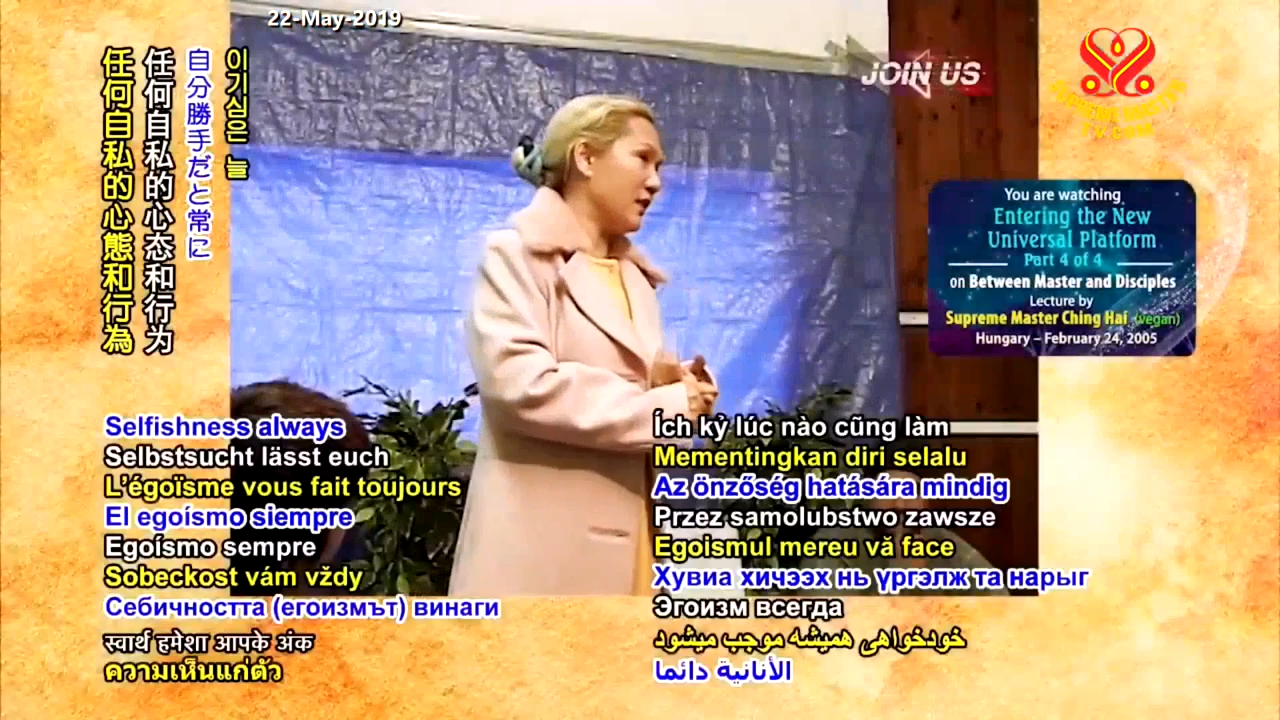 22-May-2019
JOIN US
SUPREME MASTER
TV.COM
이기심은 늘
自分勝手だと常に
任何自私的心态和行为
任何自私的心態和行為
You are watching
Entering the New
Universal Platform
Part 4 of 4
on Between Master and Disciples
Lecture by
Supreme Master Ching Hai (vegan)
Hungary – February 24, 2005
Selfishness always
Selbstsucht lässt euch
L'égoïsme vous fait toujours
El egoísmo siempre
Egoísmo sempre
Sobeckost vám vždy
Себичността (егоизмът) винаги
स्वार्थ हमेशा आपके अंक
ความเห็นแก่ตัว
Ích kỷ lúc nào cũng làm
Mementingkan diri selalu
Az önzőség hatására mindig
Przez samolubstwo zawsze
Egoismul mereu vă face
Хувиа хичээх нь үргэлж та нарыг
Эгоизм всегда
خودخواهی همیشه موجب میشود
الأنانية دائما